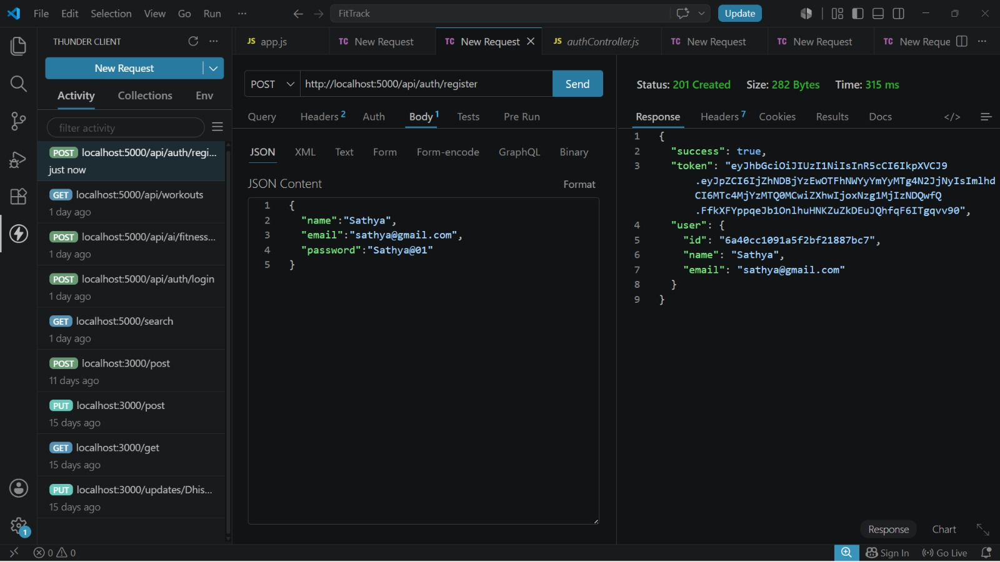 File Edit Selection View Go Run ···
FitTrack
Update
THUNDER CLIENT
New Request
Activity Collections Env
filter activity
POST localhost:5000/api/auth/regi...
just now
GET localhost:5000/api/workouts
1 day ago
POST localhost:5000/api/ai/fitness...
1 day ago
POST localhost:5000/api/auth/login
1 day ago
GET localhost:5000/search
1 day ago
POST localhost:3000/post
11 days ago
PUT localhost:3000/post
15 days ago
GET localhost:3000/get
15 days ago
PUT localhost:3000/updates/Dhis...
15 days ago
1
JS app.js TC New Request TC New Request JS authController.js TC New Request TC New Request TC New Reque
POST http://localhost:5000/api/auth/register Send
Query Headers 2 Auth Body 1 Tests Pre Run
JSON XML Text Form Form-encode GraphQL Binary
JSON Content Format
1 {
2 "name":"Sathya",
3 "email":"sathya@gmail.com",
4 "password":"Sathya@01"
5 }
Status: 201 Created Size: 282 Bytes Time: 315 ms
Response Headers 7 Cookies Results Docs </>
1 {
2 "success": true,
3 "token": "eyJhbGciOiJIUzI1NiIsInR5cCI6IkpXVCJ9
.eyJpZCI6IjZhNDBjYzEwOTFhNWYyYmYyMTg4N2JjNyIsImlhd
CI6MTc4MjYzMTQ0MCwiZXhwIjoxNzg1MjIzNDQwfQ
.FfkXFYppqeJb1OnlhuHNKZuZkDEuJQhfqF6ITgqvv90",
4 "user": {
5 "id": "6a40cc1091a5f2bf21887bc7",
6 "name": "Sathya",
7 "email": "sathya@gmail.com"
8 }
9 }
Response Chart
0 0 Sign In Go Live